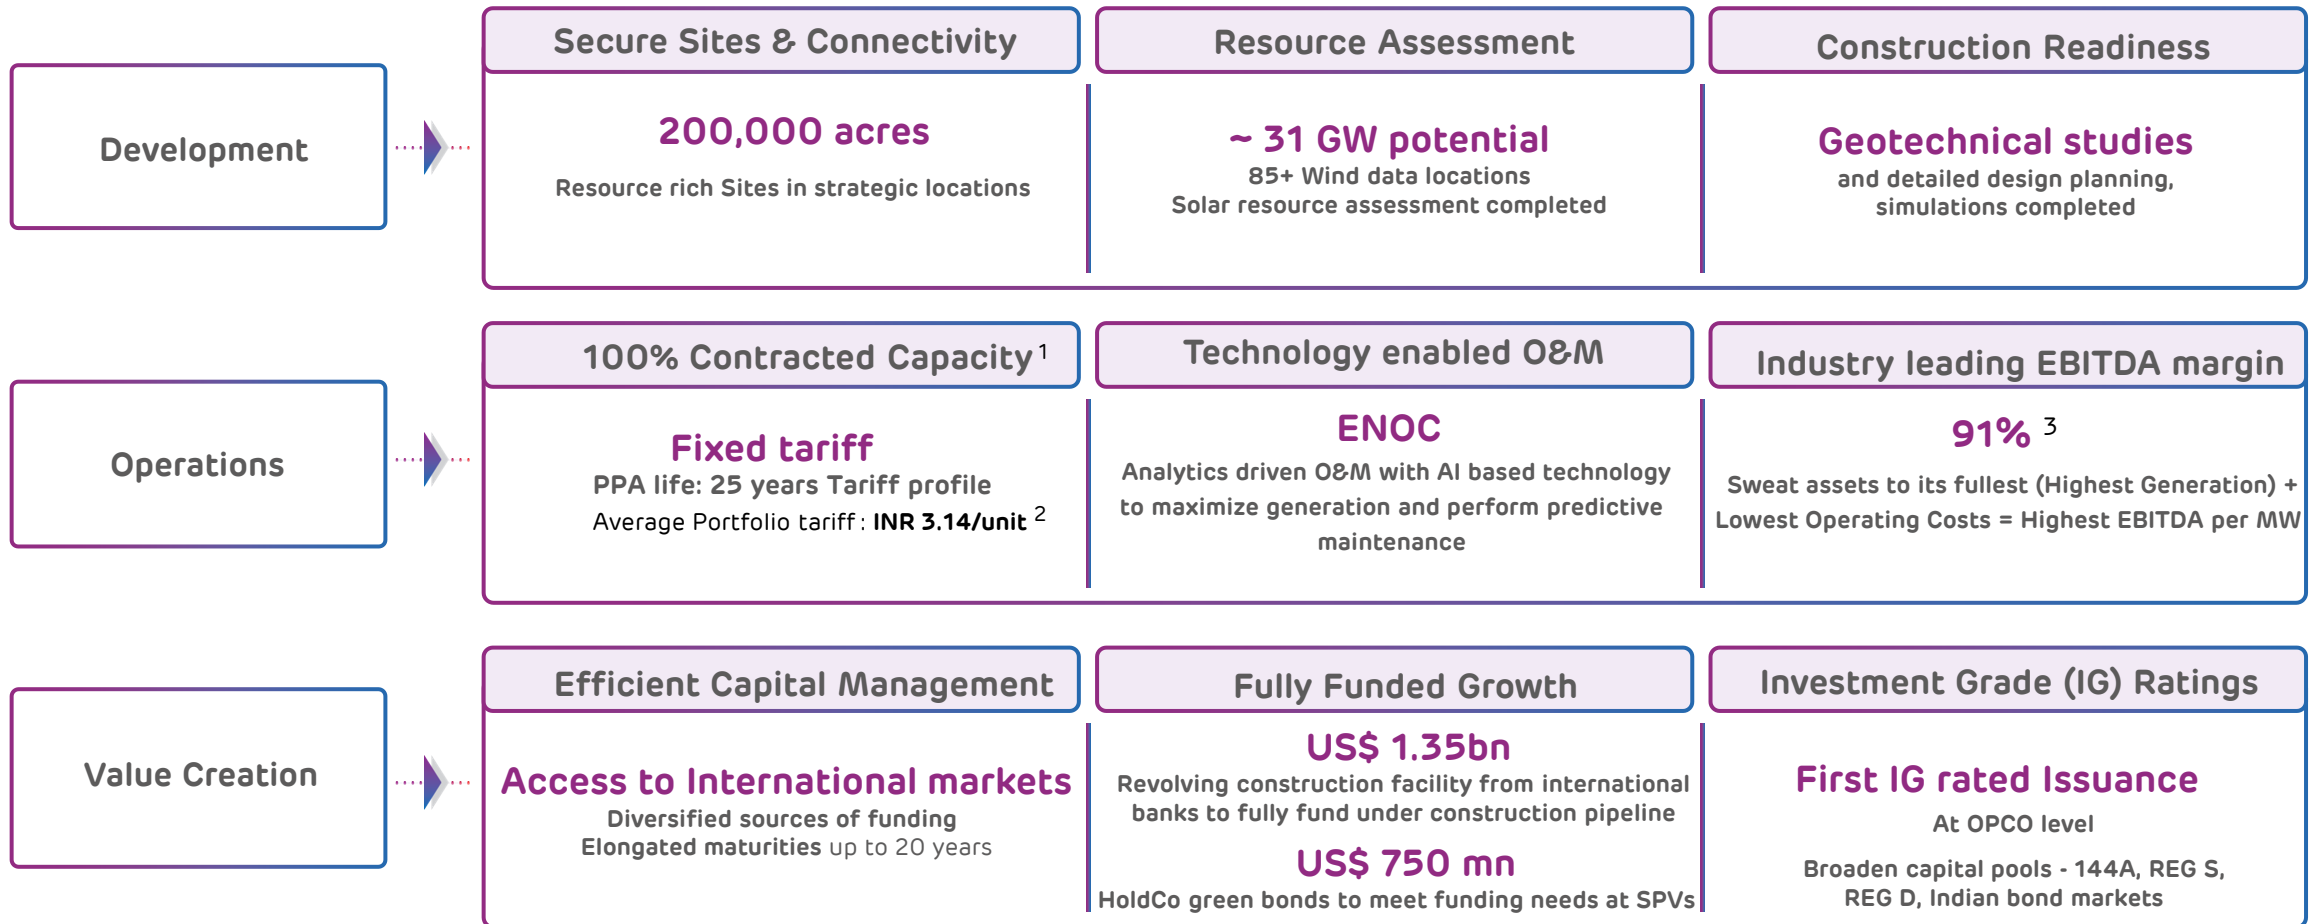 Development
Secure Sites & Connectivity
200,000 acres
Resource rich Sites in strategic locations
Resource Assessment
~ 31 GW potential
85+ Wind data locations
Solar resource assessment completed
Construction Readiness
Geotechnical studies
and detailed design planning,
simulations completed
Operations
100% Contracted Capacity 1
Fixed tariff
PPA life: 25 years Tariff profile
Average Portfolio tariff : INR 3.14/unit 2
Technology enabled O&M
ENOC
Analytics driven O&M with AI based technology
to maximize generation and perform predictive
maintenance
Industry leading EBITDA margin
91% 3
Sweat assets to its fullest (Highest Generation) +
Lowest Operating Costs = Highest EBITDA per MW
Value Creation
Efficient Capital Management
Access to International markets
Diversified sources of funding
Elongated maturities up to 20 years
Fully Funded Growth
US$ 1.35bn
Revolving construction facility from international
banks to fully fund under construction pipeline
US$ 750 mn
HoldCo green bonds to meet funding needs at SPVs
Investment Grade (IG) Ratings
First IG rated Issuance
At OPCO level
Broaden capital pools - 144A, REG S,
REG D, Indian bond markets